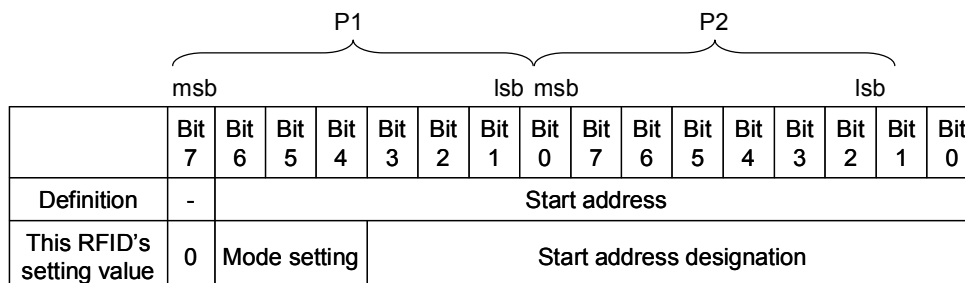 P1 P2
msb lsb msb lsb
Bit 7 Bit 6 Bit 5 Bit 4 Bit 3 Bit 2 Bit 1 Bit 0 Bit 7 Bit 6 Bit 5 Bit 4 Bit 3 Bit 2 Bit 1 Bit 0
Definition - Start address
This RFID's setting value 0 Mode setting Start address designation